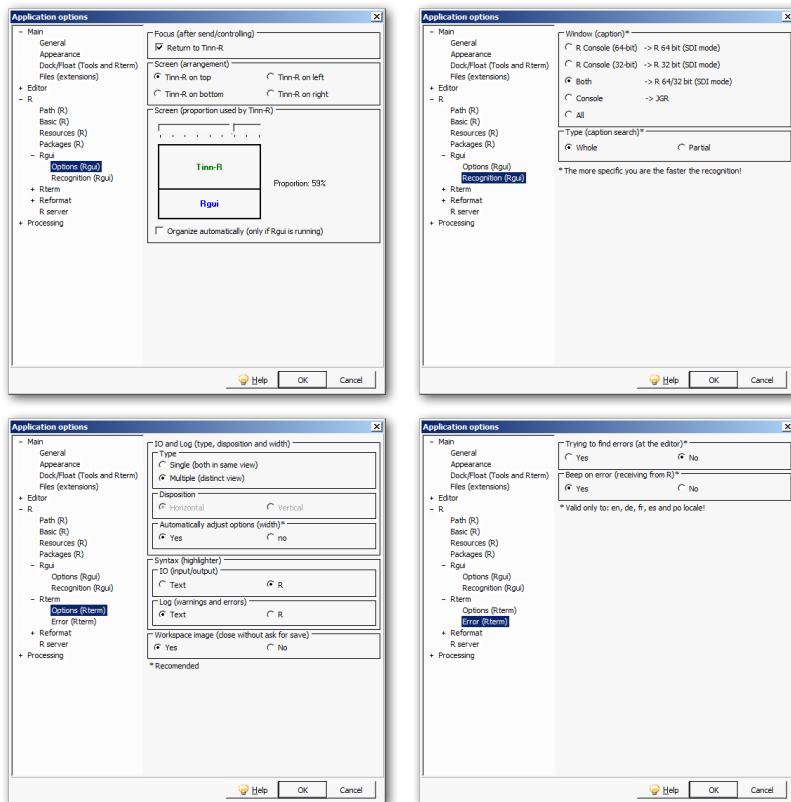 Application options
- Main
General
Appearance
Dock/Float (Tools and Rterm)
Files (extensions)
+ Editor
- R
Path (R)
Basic (R)
Resources (R)
Packages (R)
- Rgui
Options (Rgui)
Recognition (Rgui)
+ Rterm
+ Reformat
R server
+ Processing
Focus (after send/controlling)
Return to Tinn-R
Screen (arrangement)
Tinn-R on top Tinn-R on left
Tinn-R on bottom Tinn-R on right
Screen (proportion used by Tinn-R)
Tinn-R
Rgui
Proportion: 59%
Organize automatically (only if Rgui is running)
Help OK Cancel
Application options
- Main
General
Appearance
Dock/Float (Tools and Rterm)
Files (extensions)
+ Editor
- R
Path (R)
Basic (R)
Resources (R)
Packages (R)
- Rgui
Options (Rgui)
Recognition (Rgui)
+ Rterm
+ Reformat
R server
+ Processing
Window (caption)*
R Console (64-bit) -> R 64 bit (SDI mode)
R Console (32-bit) -> R 32 bit (SDI mode)
Both -> R 64/32 bit (SDI mode)
Console -> JGR
All
Type (caption search)*
Whole Partial
* The more specific you are the faster the recognition!
Help OK Cancel
Application options
- Main
General
Appearance
Dock/Float (Tools and Rterm)
Files (extensions)
+ Editor
- R
Path (R)
Basic (R)
Resources (R)
Packages (R)
- Rgui
Options (Rgui)
Recognition (Rgui)
- Rterm
Options (Rterm)
Error (Rterm)
+ Reformat
R server
+ Processing
IO and Log (type, disposition and width)
Type
Single (both in same view)
Multiple (distinct view)
Disposition
Horizontal Vertical
Automatically adjust options (width)*
Yes no
Syntax (highlighter)
IO (input/output)
Text R
Log (warnings and errors)
Text R
Workspace image (close without ask for save)
Yes No
* Recomended
Help OK Cancel
Application options
- Main
General
Appearance
Dock/Float (Tools and Rterm)
Files (extensions)
+ Editor
- R
Path (R)
Basic (R)
Resources (R)
Packages (R)
- Rgui
Options (Rgui)
Recognition (Rgui)
- Rterm
Options (Rterm)
Error (Rterm)
+ Reformat
R server
+ Processing
Trying to find errors (at the editor)*
Yes No
Beep on error (receiving from R)*
Yes No
* Valid only to: en, de, fr, es and po locale!
Help OK Cancel